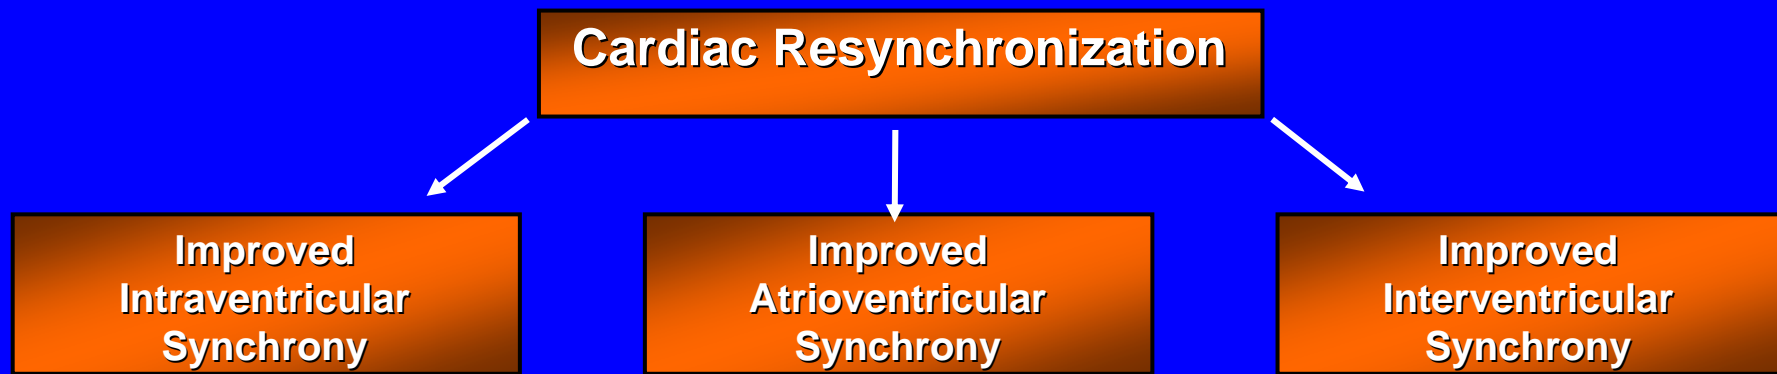 Cardiac Resynchronization
Improved
Intraventricular
Synchrony
Improved
Atrioventricular
Synchrony
Improved
Interventricular
Synchrony